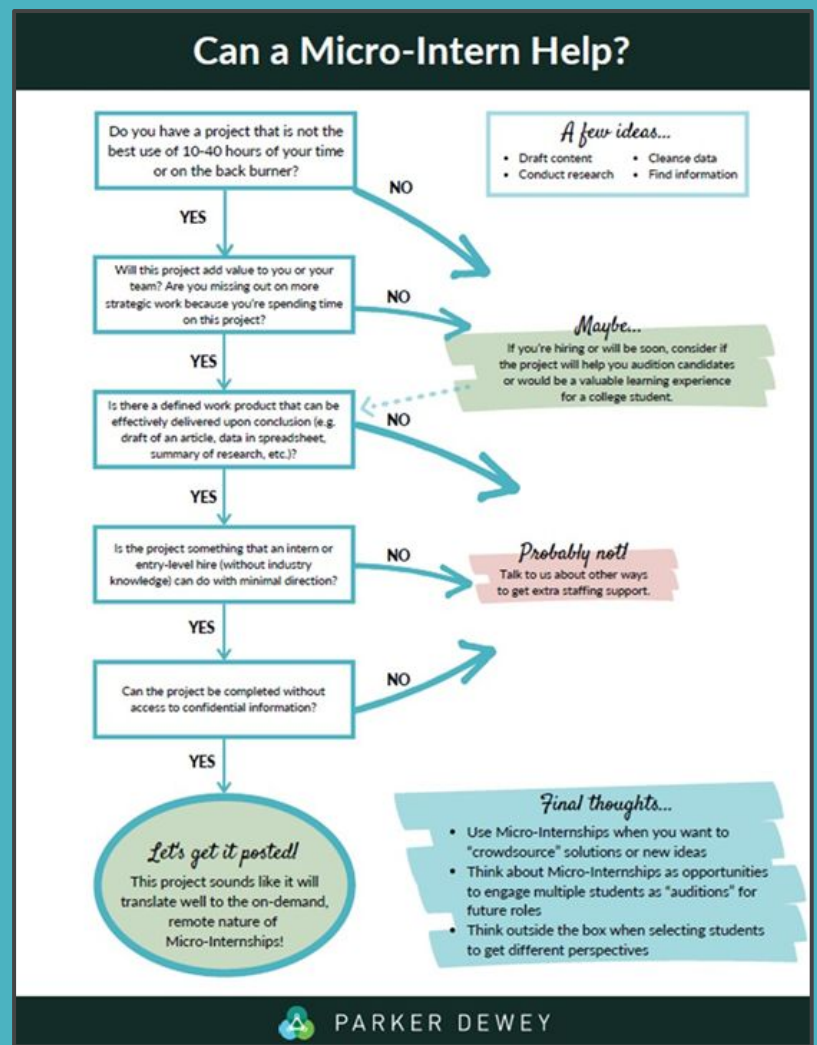 Can a Micro-Intern Help?
Do you have a project that is not the
best use of 10-40 hours of your time
or on the back burner?
A few ideas...
• Draft content
• Conduct research
• Cleanse data
• Find information
NO
YES
Will this project add value to you or your
team? Are you missing out on more
strategic work because you're spending time
on this project?
NO
Maybe...
If you're hiring or will be soon, consider if
the project will help you audition candidates
or would be a valuable learning experience
for a college student.
YES
Is there a defined work product that can be
effectively delivered upon conclusion (e.g.
draft of an article, data in spreadsheet,
summary of research, etc.)?
NO
YES
Is the project something that an intern or
entry-level hire (without industry
knowledge) can do with minimal direction?
NO
Probably not!
Talk to us about other ways
to get extra staffing support.
YES
Can the project be completed without
access to confidential information?
NO
YES
Let's get it posted!
This project sounds like it will
translate well to the on-demand,
remote nature of
Micro-Internships!
Final thoughts...
• Use Micro-Internships when you want to
"crowdsource" solutions or new ideas
• Think about Micro-Internships as opportunities
to engage multiple students as "auditions" for
future roles
• Think outside the box when selecting students
to get different perspectives
PARKER DEWEY